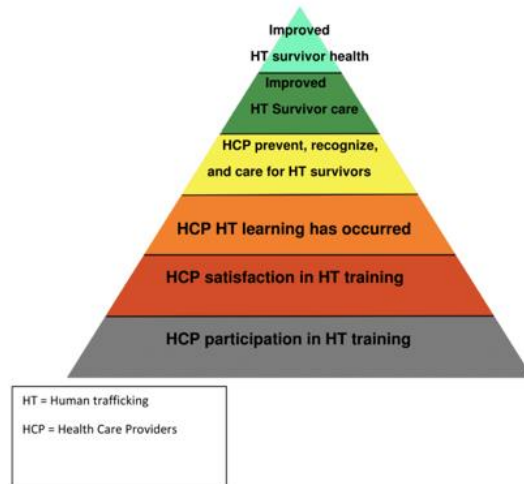 Improved
HT survivor health
Improved
HT Survivor care
HCP prevent, recognize,
and care for HT survivors
HCP HT learning has occurred
HCP satisfaction in HT training
HCP participation in HT training
HT = Human trafficking
HCP = Health Care Providers